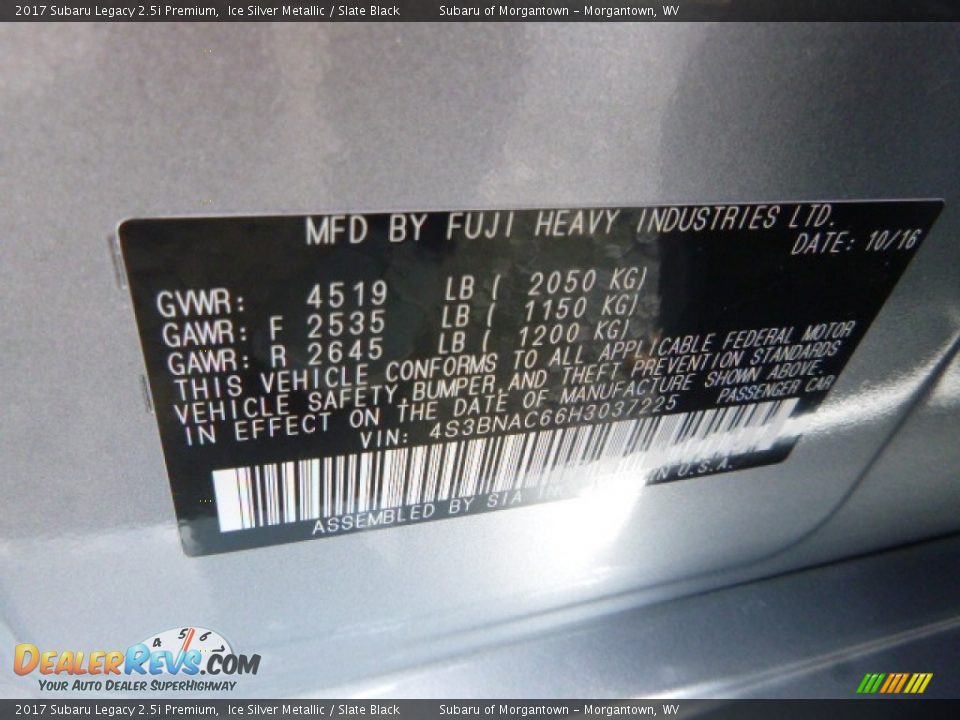 2017 Subaru Legacy 2.5i Premium, Ice Silver Metallic / Slate Black Subaru of Morgantown - Morgantown, WV
MFD BY FUJI HEAVY INDUSTRIES LTD.
DATE: 10/16
GVWR: 4519 LB ( 2050 KG)
GAWR: F 2535 LB ( 1150 KG)
GAWR: R 2645 LB ( 1200 KG)
THIS VEHICLE CONFORMS TO ALL APPLICABLE FEDERAL MOTOR
VEHICLE SAFETY,BUMPER,AND THEFT PREVENTION STANDARDS
IN EFFECT ON THE DATE OF MANUFACTURE SHOWN ABOVE.
VIN: 4S3BNAC66H3037225 PASSENGER CAR
ASSEMBLED BY SIA IN U.S.A.
4 5 6
DEALERREVS.COM
YOUR AUTO DEALER SUPERHIGHWAY
2017 Subaru Legacy 2.5i Premium, Ice Silver Metallic / Slate Black Subaru of Morgantown - Morgantown, WV